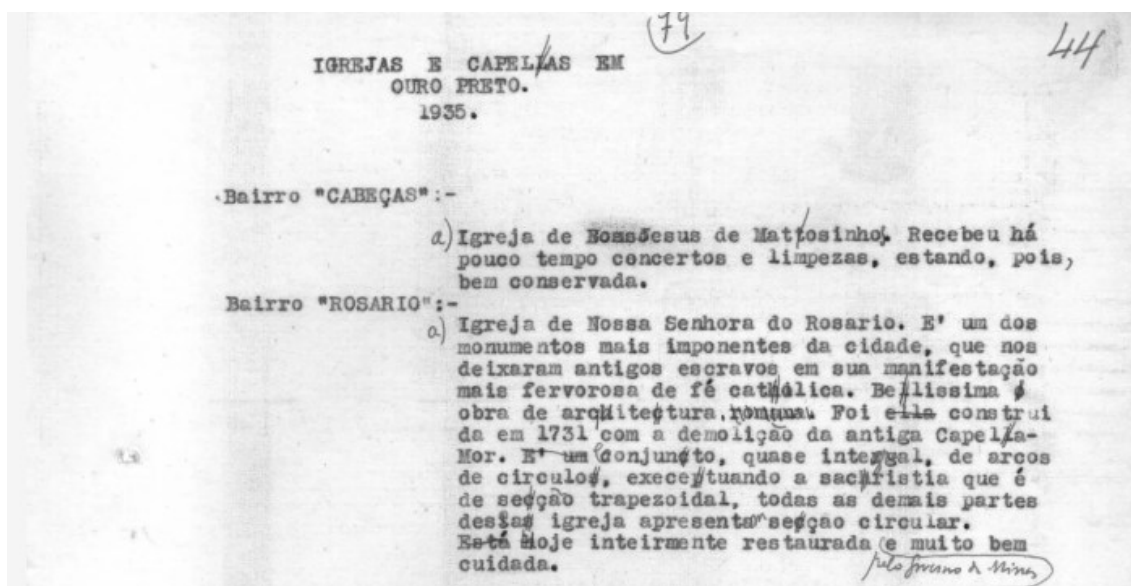 79
44
IGREJAS E CAPELLAS EM
OURO PRETO.
1935.
Bairro "CABEÇAS":-
a) Igreja de Bom Jesus de Mattosinho. Recebeu há
pouco tempo concertos e limpezas, estando, pois,
bem conservada.
Bairro "ROSARIO":-
a) Igreja de Nossa Senhora do Rosario. E' um dos
monumentos mais imponentes da cidade, que nos
deixaram antigos escravos em sua manifestação
mais fervorosa de fé cathólica. Bellissima
obra de architectura romana. Foi ella construi
da em 1731 com a demolição da antiga Capella-
Mor. E' um conjuncto, quase integral, de arcos
de circulos, execeptuando a sachristia que é
de secção trapezoidal, todas as demais partes
desta igreja apresentar secção circular.
Está Hoje inteirmente restaurada e muito bem
cuidada. pelo governo de Minas